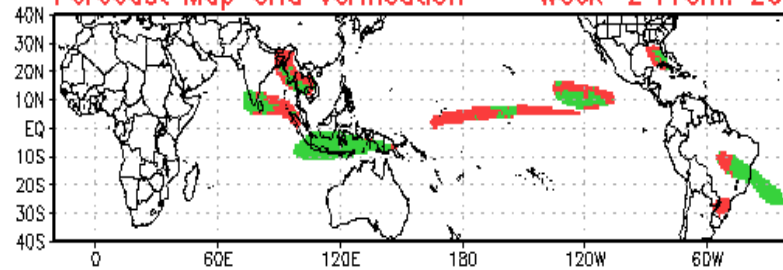 Forecast Map and Verification Week 2 From: 20
40N
30N
20N
10N
EQ
10S
20S
30S
40S
0 60E 120E 180 120W 60W